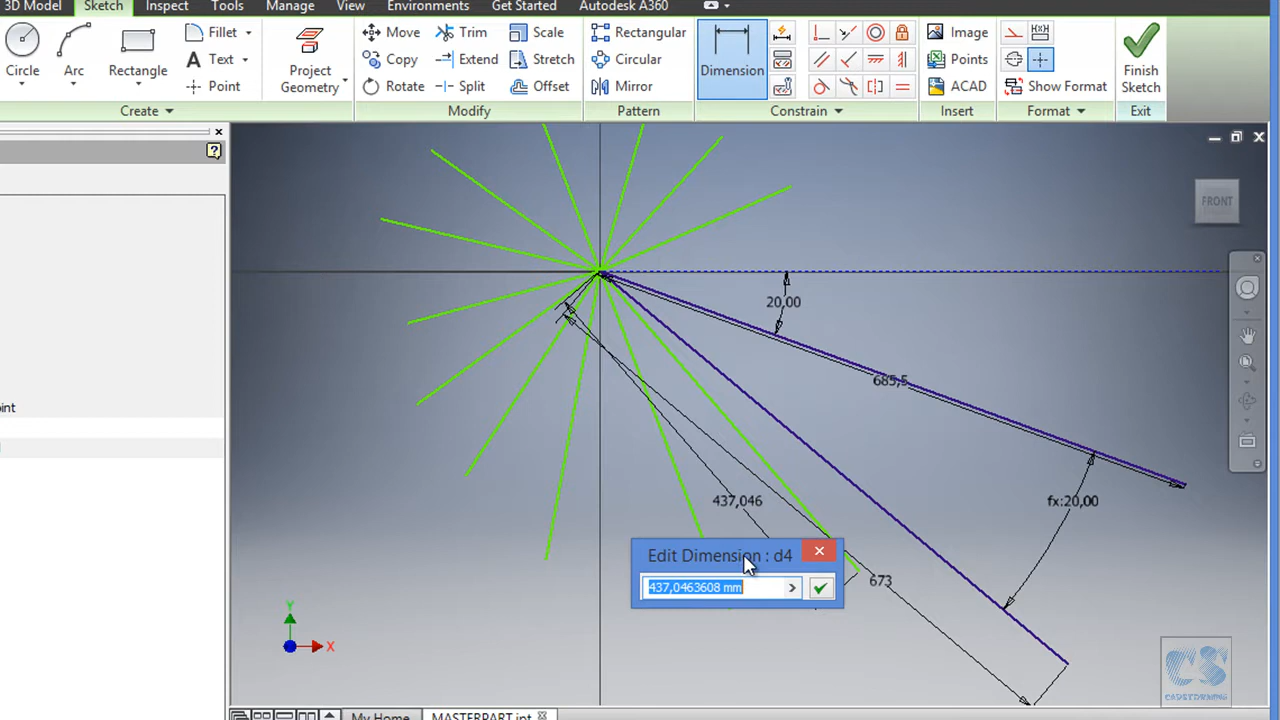 3D Model Sketch Inspect Tools Manage View Environments Get Started Autodesk A360
Circle Arc Rectangle Fillet Text Point Project Geometry Move Copy Rotate Trim Extend Split Scale Stretch Offset Rectangular Circular Mirror Dimension Image Points ACAD Show Format Finish Sketch
Create Modify Pattern Constrain Insert Format Exit
FRONT
20,00
685,5
437,046
fx:20,00
Edit Dimension : d4
437,0463608 mm
673
Y
X
CS
My Home MASTERPART.ipt